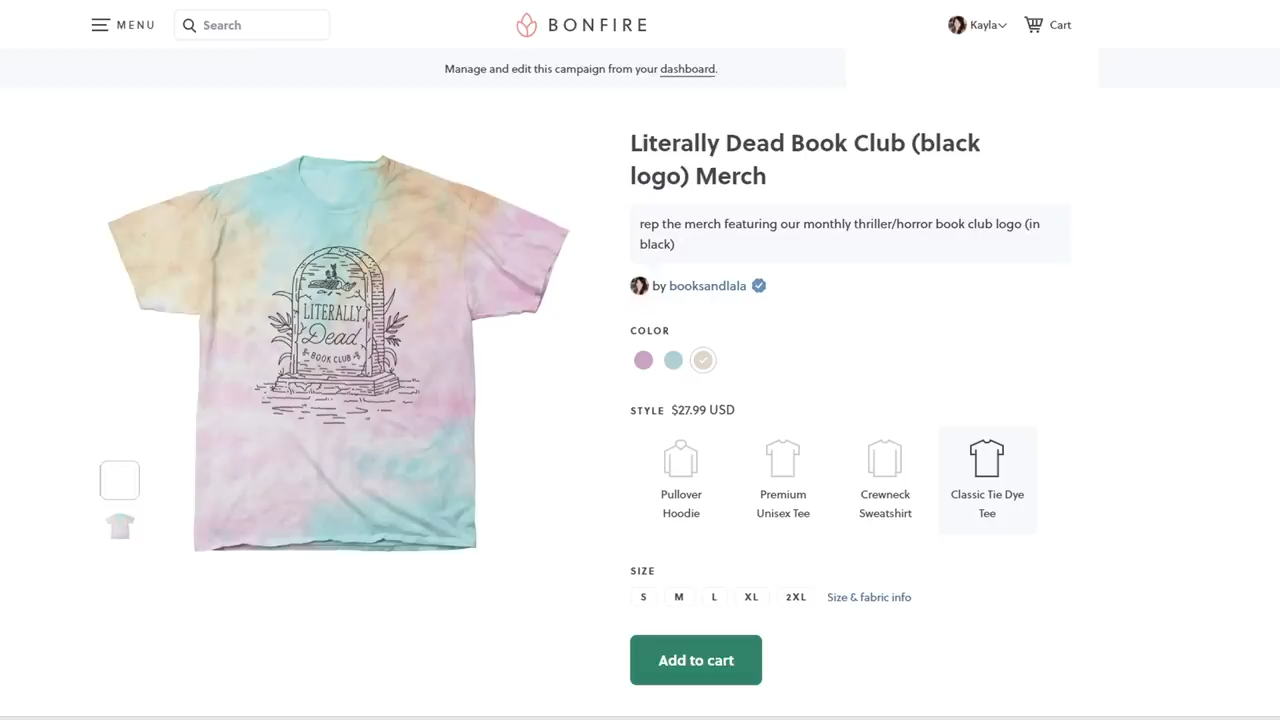 MENU
Search
BONFIRE
Kayla
Cart
Manage and edit this campaign from your dashboard.
Literally Dead Book Club (black
logo) Merch
rep the merch featuring our monthly thriller/horror book club logo (in
black)
by booksandlala
COLOR
STYLE $27.99 USD
Pullover
Hoodie
Premium
Unisex Tee
Crewneck
Sweatshirt
Classic Tie Dye
Tee
SIZE
S M L XL 2XL Size & fabric info
Add to cart
LITERALLY
Dead
BOOK CLUB